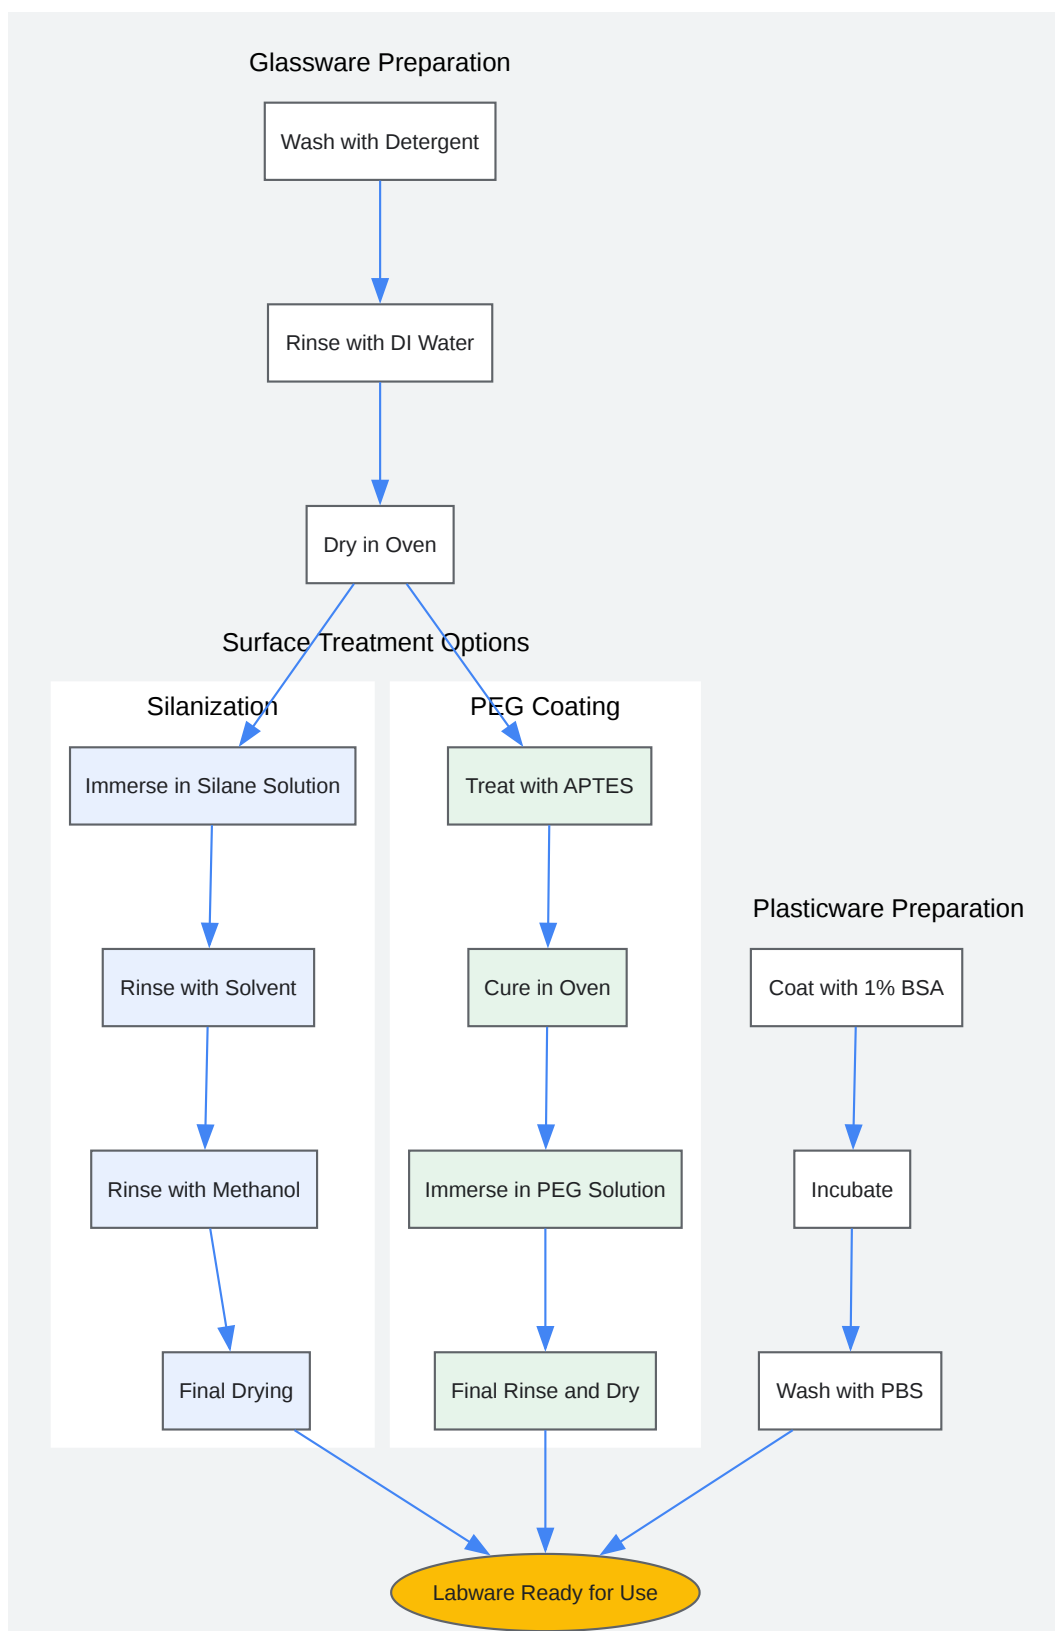 Glassware Preparation
Wash with Detergent
Rinse with DI Water
Dry in Oven
Surface Treatment Options
Silanization
Immerse in Silane Solution
Rinse with Solvent
Rinse with Methanol
Final Drying
PEG Coating
Treat with APTES
Cure in Oven
Immerse in PEG Solution
Final Rinse and Dry
Plasticware Preparation
Coat with 1% BSA
Incubate
Wash with PBS
Labware Ready for Use